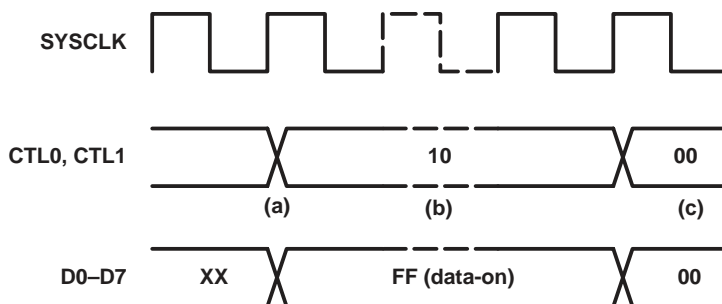 SYSCLK
CTL0, CTL1 10 00
(a) (b) (c)
D0–D7 XX FF (data-on) 00